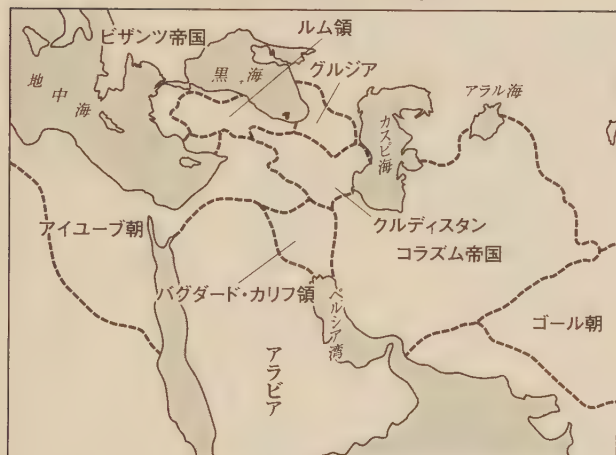 ビザンツ帝国
ルム領
グルジア
黒海
地中海
アラル海
カスピ海
アイユーブ朝
クルディスタン
コラズム帝国
バグダード・カリフ領
ペルシア湾
ゴール朝
アラビア